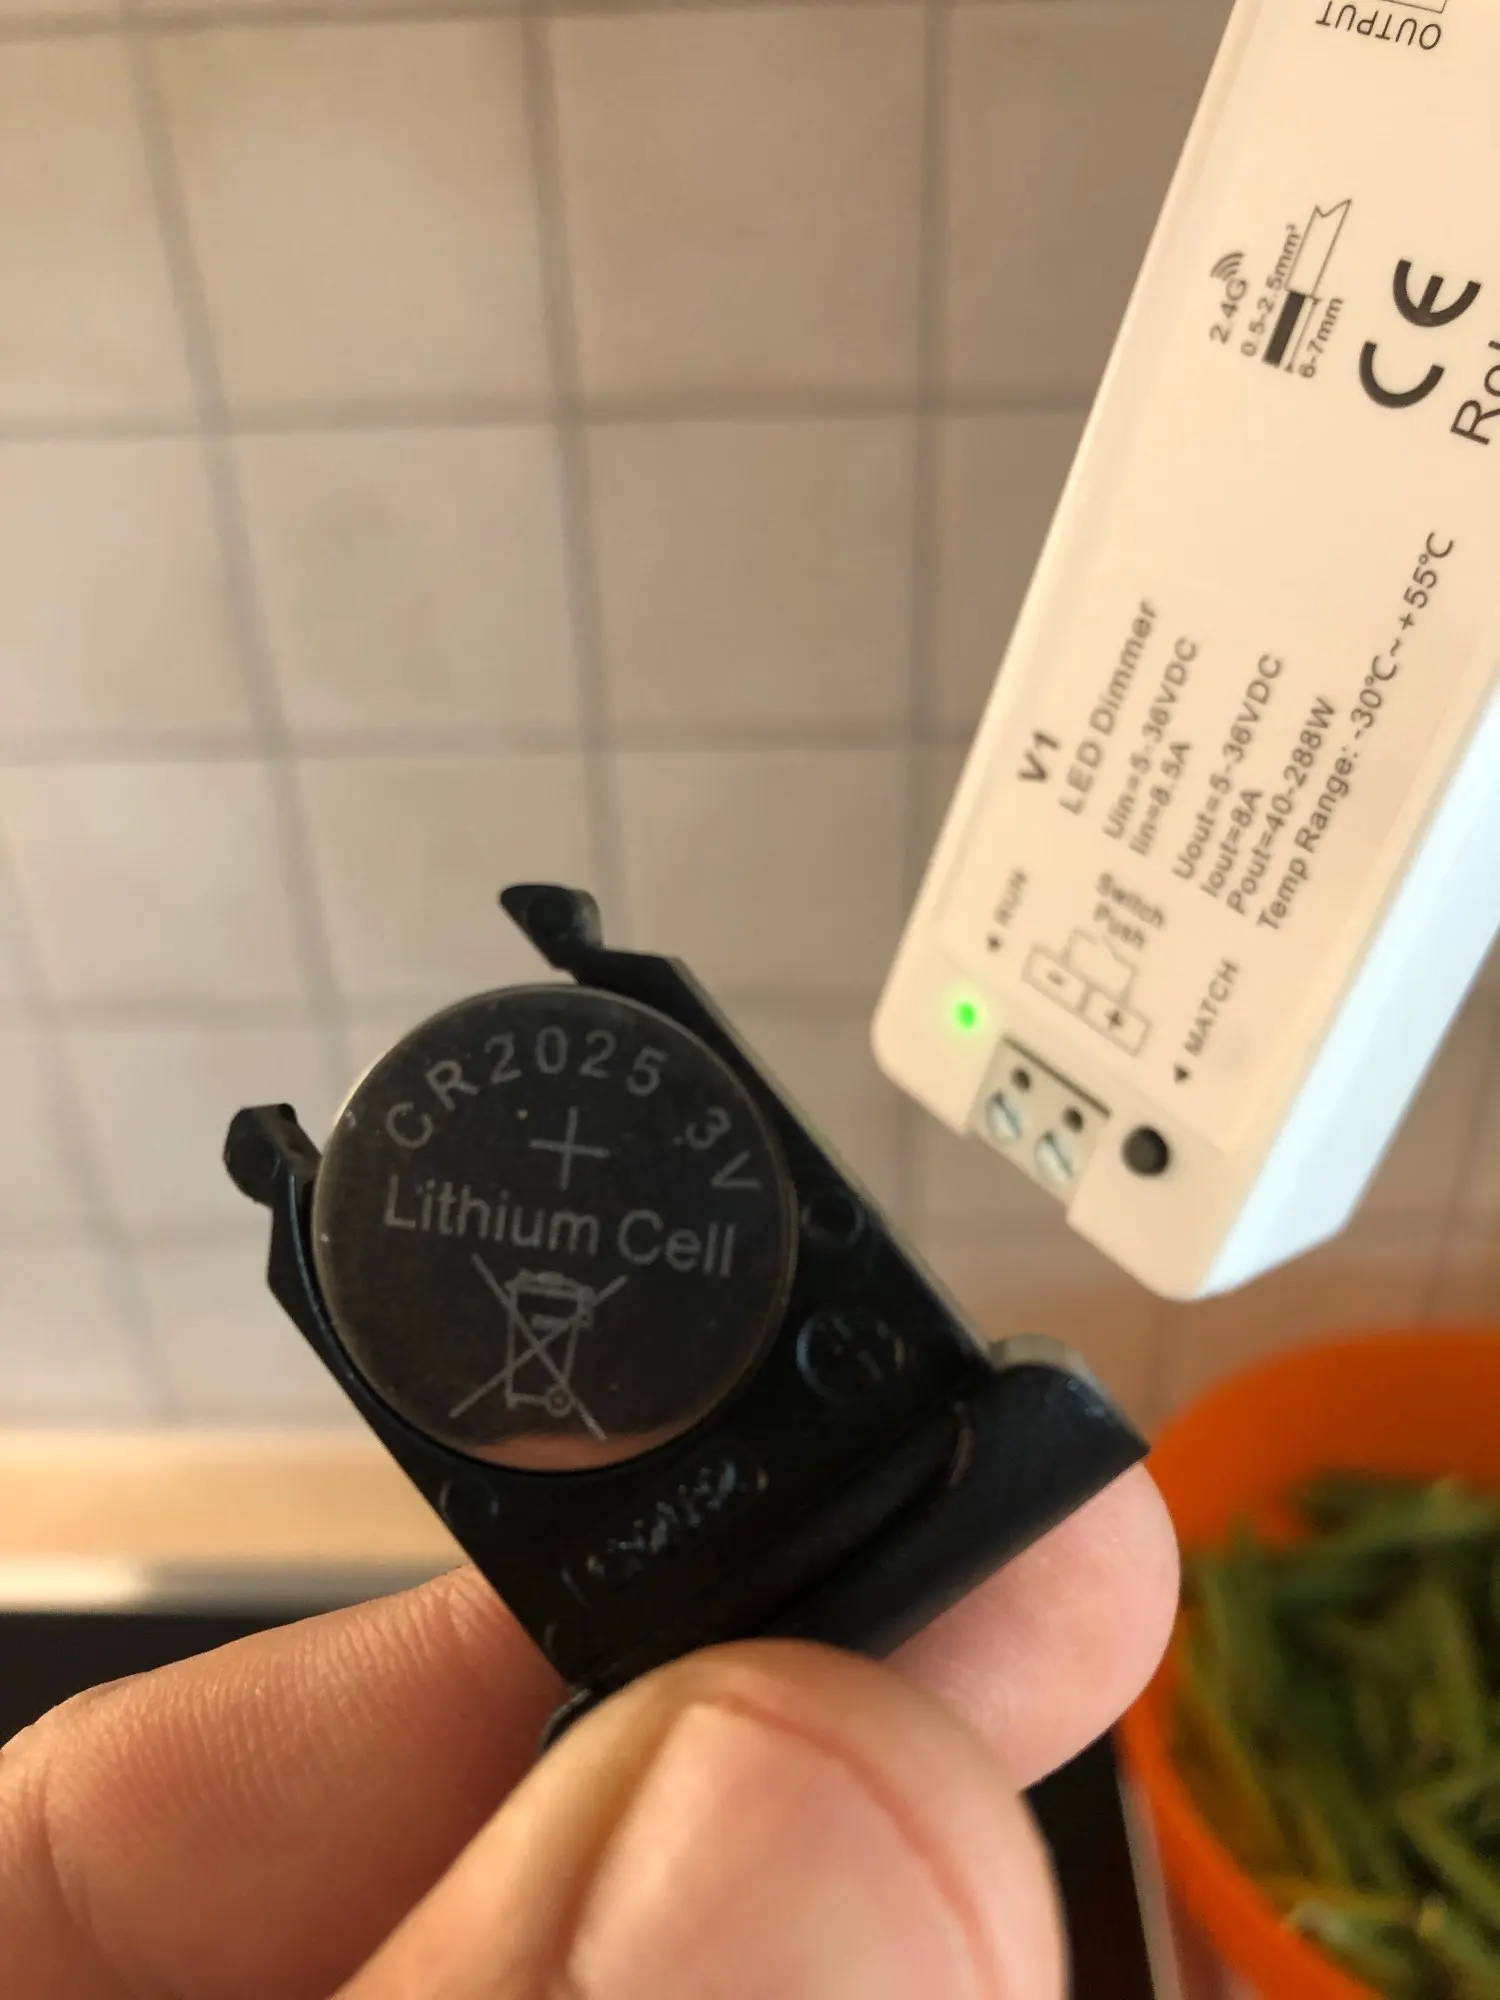 CR2025 3V
+
Lithium Cell
OUTPUT
2.4G
0.5-2.5mm²
6-7mm
CE
V1
LED Dimmer
Uin=5-36VDC
Iin=8.5A
Uout=5-36VDC
Iout=8A
Pout=40-288W
Temp Range: -30°C~+55°C
RUN
- +
Push
Switch
MATCH